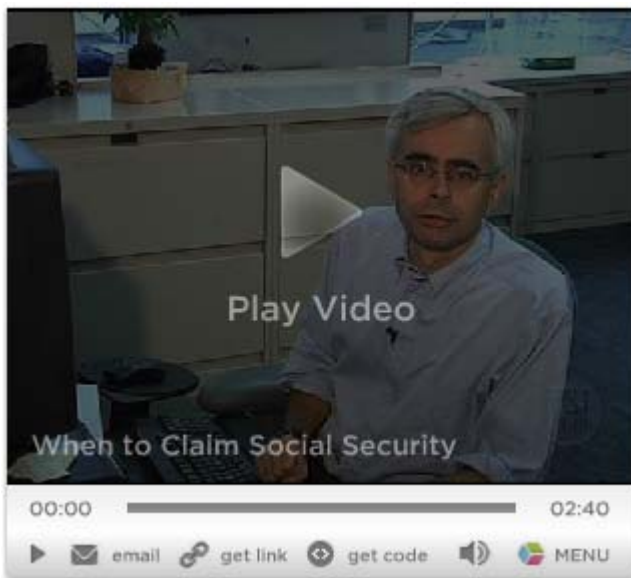 Play Video
When to Claim Social Security
00:00 02:40
email get link get code MENU